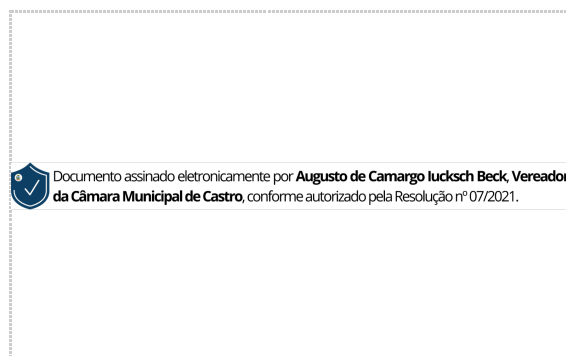 Documento assinado eletronicamente por Augusto de Camargo Iucksch Beck, Vereador
da Câmara Municipal de Castro, conforme autorizado pela Resolução nº 07/2021.